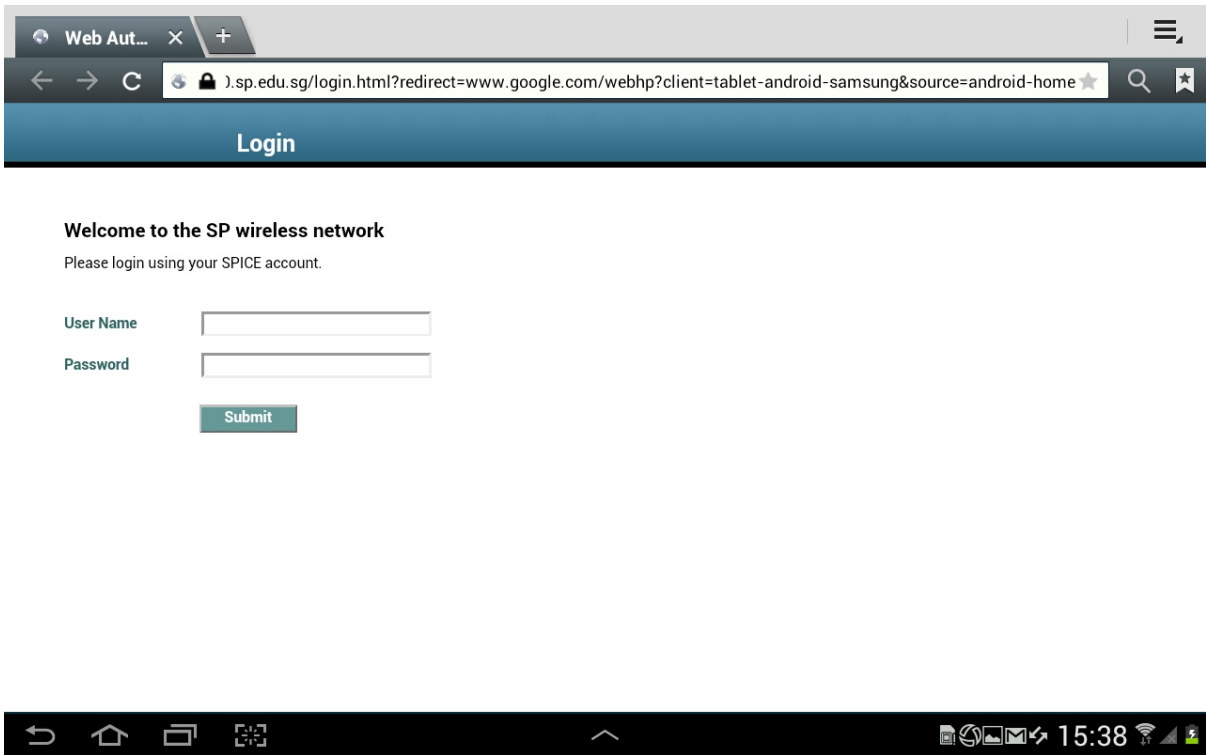 Web Aut...
).sp.edu.sg/login.html?redirect=www.google.com/webhp?client=tablet-android-samsung&source=android-home
Login
Welcome to the SP wireless network
Please login using your SPICE account.
User Name
Password
Submit
15:38